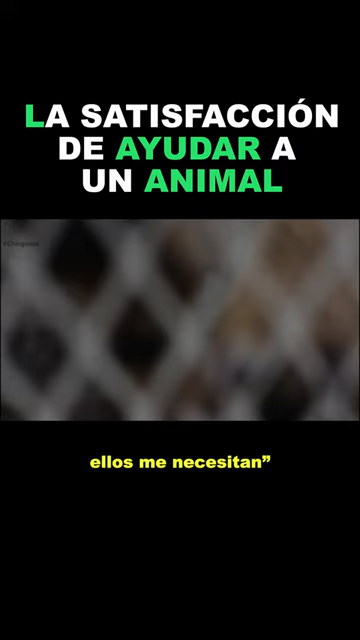 LA SATISFACCIÓN
DE AYUDAR A
UN ANIMAL
ellos me necesitan”